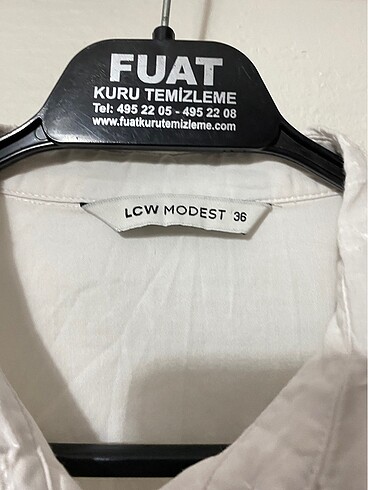 FUAT
KURU TEMİZLEME
Tel: 495 22 05 - 495 22 08
www.fuatkurutemizleme.com
LCW MODEST 36